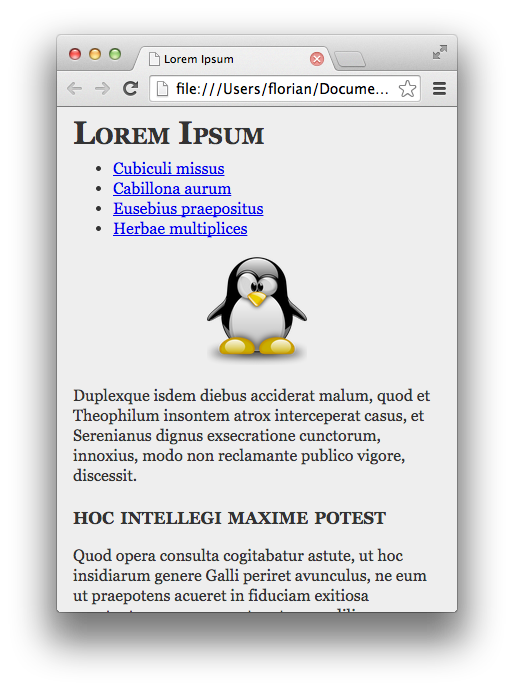 Lorem Ipsum
file:///Users/florian/Docume...
Lorem Ipsum
Cubiculi missus
Cabillona aurum
Eusebius praepositus
Herbae multiplices
Duplexque isdem diebus acciderat malum, quod et
Theophilum insontem atrox interceperat casus, et
Serenianus dignus exsecratione cunctorum,
innoxius, modo non reclamante publico vigore,
discessit.
hoc intellegi maxime potest
Quod opera consulta cogitabatur astute, ut hoc
insidiarum genere Galli periret avunculus, ne eum
ut praepotens acueret in fiduciam exitiosa